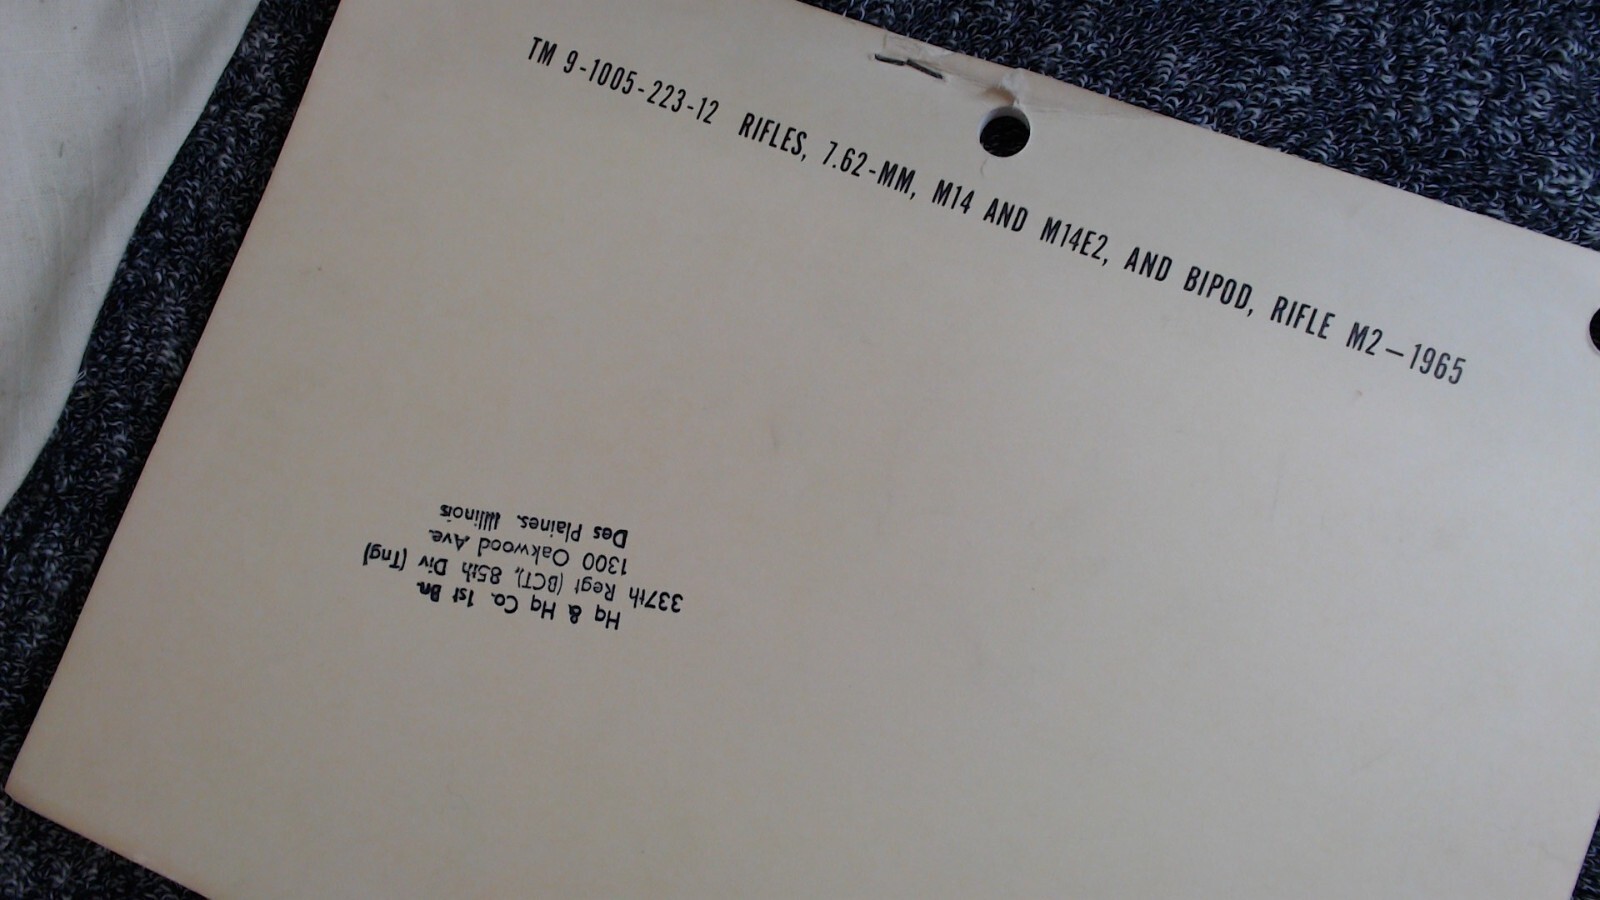 TM 9-1005-223-12 RIFLES, 7.62-MM, M14 AND M14E2, AND BIPOD, RIFLE M2—1965
Hq & Hq Co. 1st Bn.
337th Regt (BCT), 85th Div (Tng)
1300 Oakwood Ave.
Des Plaines, Illinois